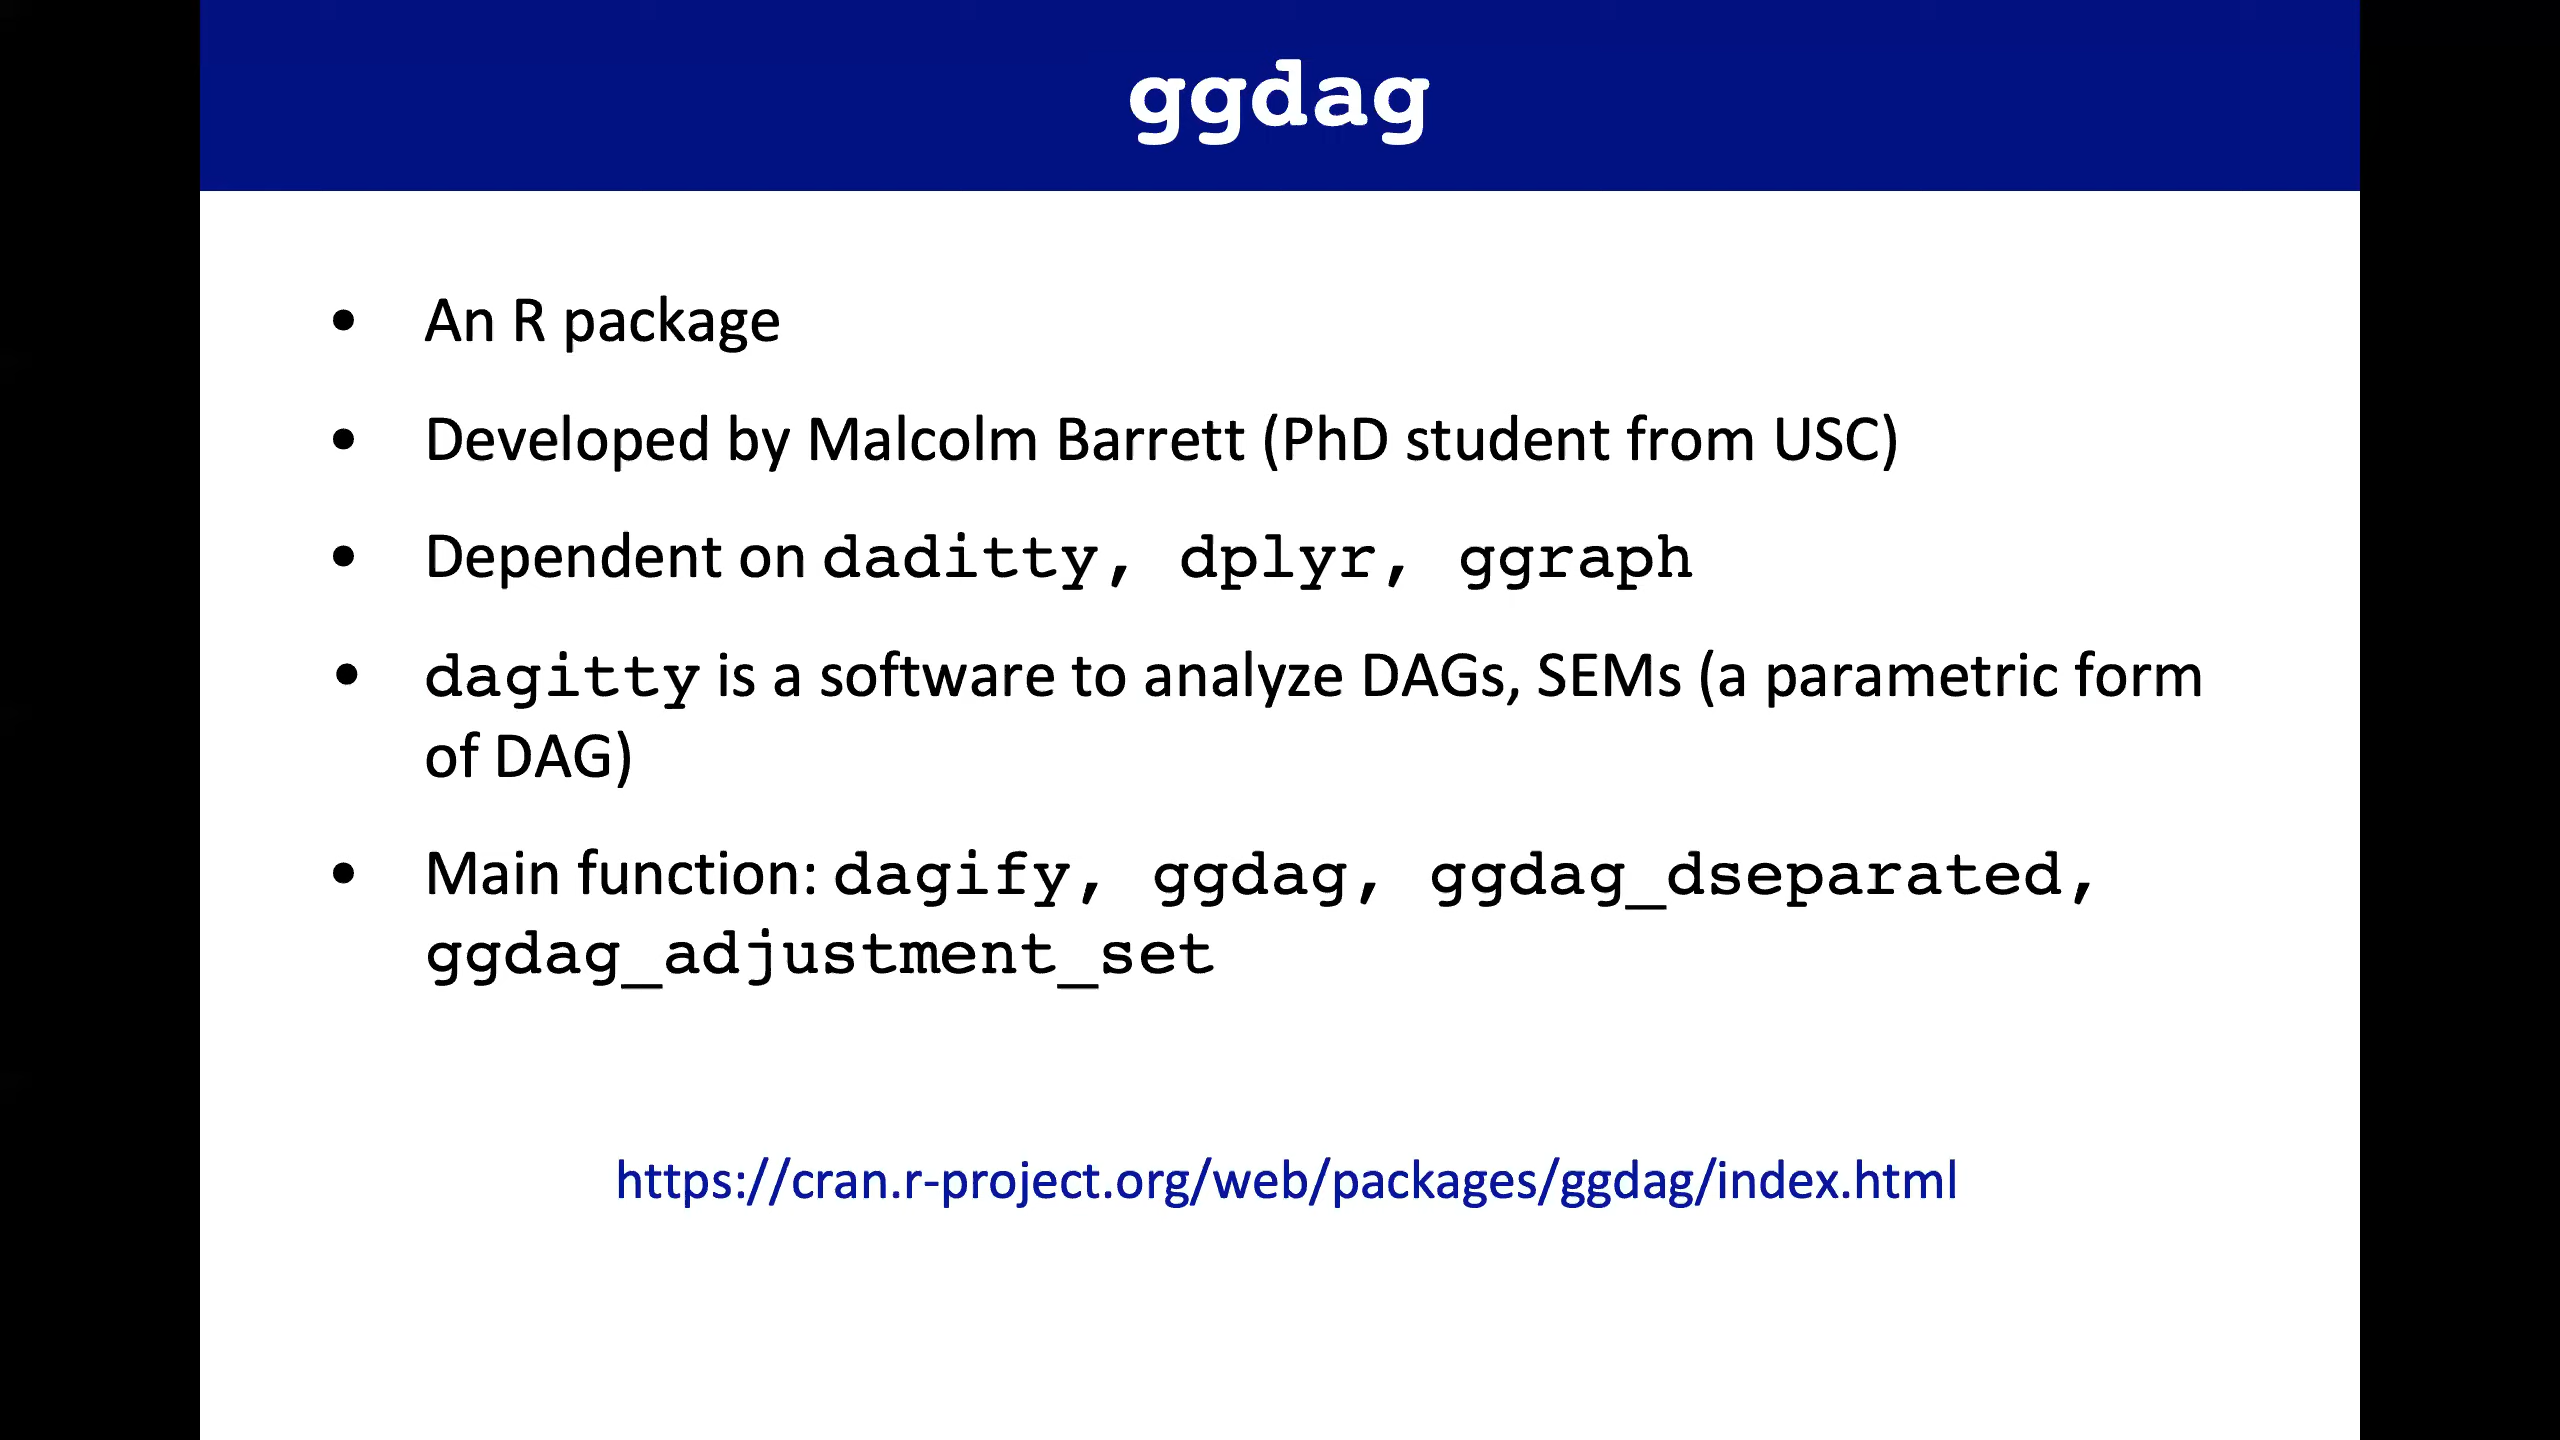 ggdag
• An R package
• Developed by Malcolm Barrett (PhD student from USC)
• Dependent on daditty, dplyr, ggraph
• dagitty is a software to analyze DAGs, SEMs (a parametric form
of DAG)
• Main function: dagify, ggdag, ggdag_dseparated,
ggdag_adjustment_set
https://cran.r-project.org/web/packages/ggdag/index.html